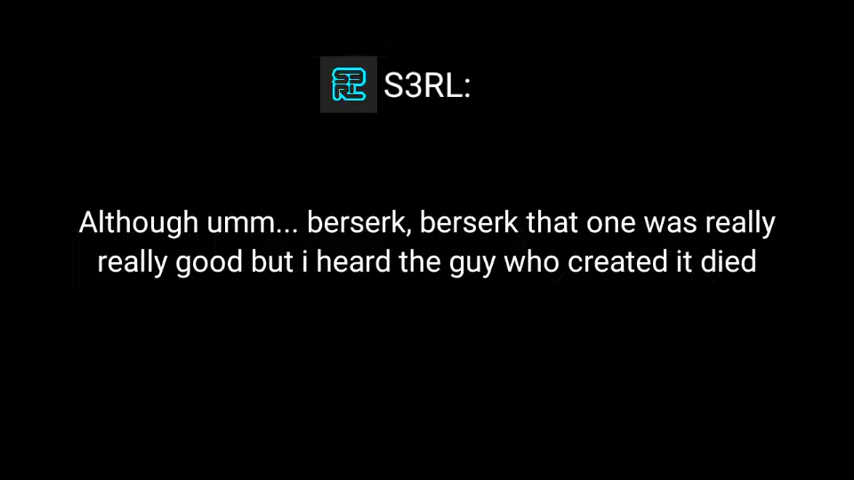 S3RL
S3RL:
Although umm... berserk, berserk that one was really
really good but i heard the guy who created it died